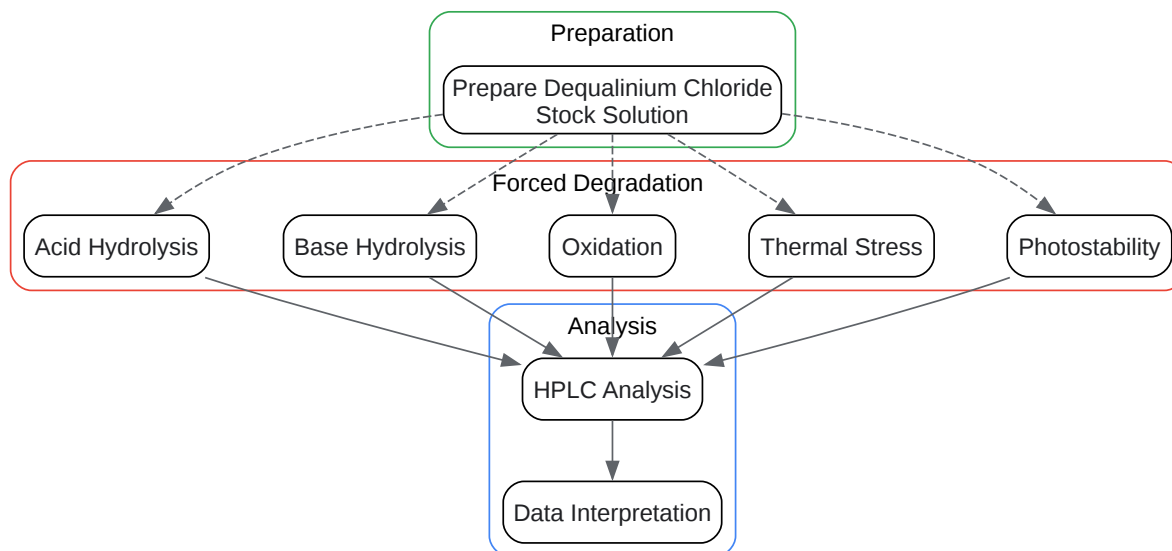 Preparation
Prepare Dequalinium Chloride
Stock Solution
Forced Degradation
Acid Hydrolysis
Base Hydrolysis
Oxidation
Thermal Stress
Photostability
Analysis
HPLC Analysis
Data Interpretation